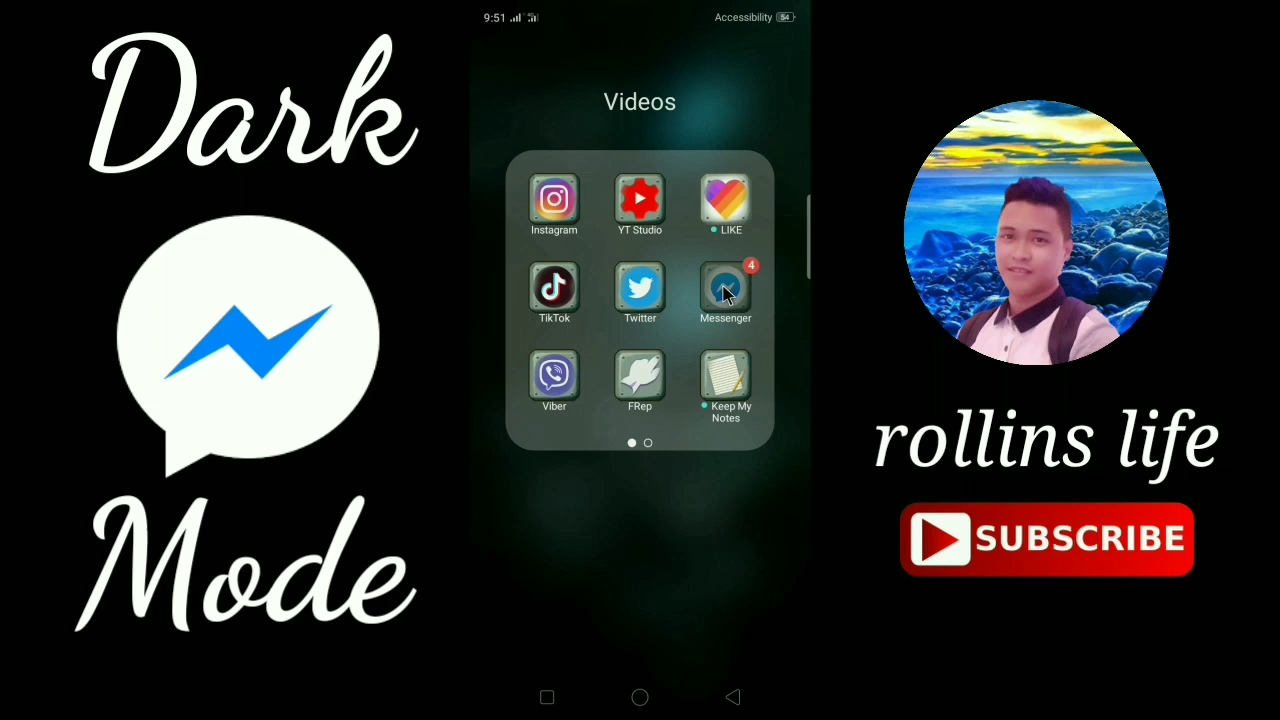 Dark
Mode
9:51
Accessibility 54
Videos
Instagram
YT Studio
LIKE
TikTok
Twitter
4
Messenger
Viber
FRep
Keep My
Notes
rollins life
SUBSCRIBE